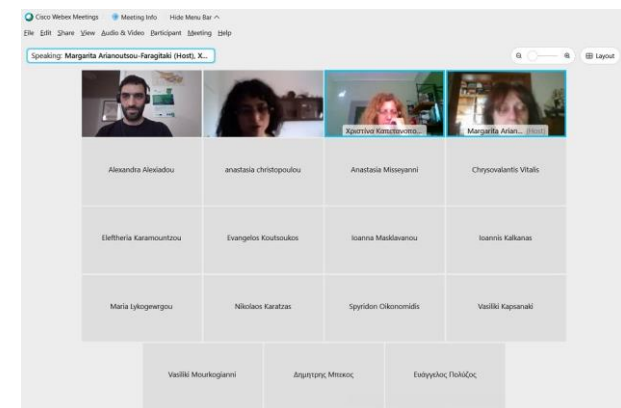 Cisco Webex Meetings Meeting Info Hide Menu Bar ^
File Edit Share View Audio & Video Participant Meeting Help
Speaking: Margarita Arianoutsou-Faragitaki (Host), X...
Layout
Χριστίνα Καπετανοπο...
Margarita Arian... (Host)
Alexandra Alexiadou
anastasia christopoulou
Anastasia Misseyanni
Chrysovalantis Vitalis
Eleftheria Karamountzou
Evangelos Koutsoukos
Ioanna Masklavanou
Ioannis Kalkanas
Maria Lykogewrgou
Nikolaos Karatzas
Spyridon Oikonomidis
Vasiliki Kapsanaki
Vasiliki Mourkogianni
Δημητρης Μπεκος
Ευάγγελος Πολύζος